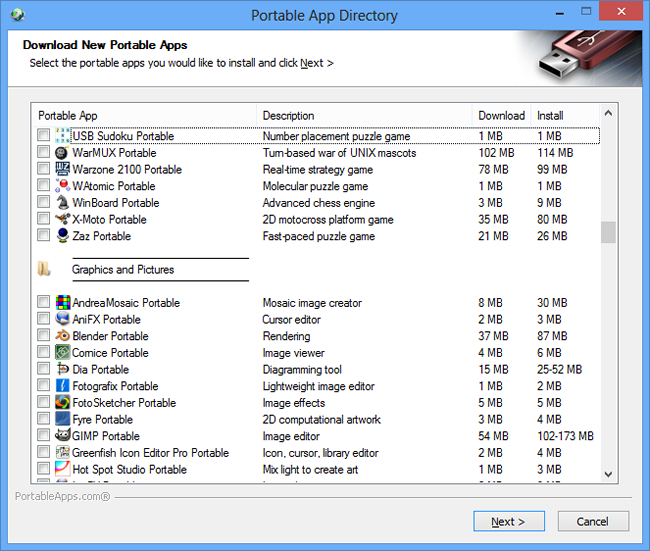 Portable App Directory
Download New Portable Apps
Select the portable apps you would like to install and click Next >
Portable App Description Download Install
USB Sudoku Portable Number placement puzzle game 1 MB 1 MB
WarMUX Portable Turn-based war of UNIX mascots 102 MB 114 MB
Warzone 2100 Portable Real-time strategy game 78 MB 99 MB
WAtomic Portable Molecular puzzle game 1 MB 1 MB
WinBoard Portable Advanced chess engine 3 MB 9 MB
X-Moto Portable 2D motocross platform game 35 MB 80 MB
Zaz Portable Fast-paced puzzle game 21 MB 26 MB
Graphics and Pictures
AndreaMosaic Portable Mosaic image creator 8 MB 30 MB
AniFX Portable Cursor editor 2 MB 3 MB
Blender Portable Rendering 37 MB 87 MB
Cornice Portable Image viewer 4 MB 6 MB
Dia Portable Diagramming tool 15 MB 25-52 MB
Fotografix Portable Lightweight image editor 1 MB 2 MB
FotoSketcher Portable Image effects 5 MB 5 MB
Fyre Portable 2D computational artwork 3 MB 4 MB
GIMP Portable Image editor 54 MB 102-173 MB
Greenfish Icon Editor Pro Portable Icon, cursor, library editor 2 MB 4 MB
Hot Spot Studio Portable Mix light to create art 1 MB 3 MB
PortableApps.com®
Next > Cancel